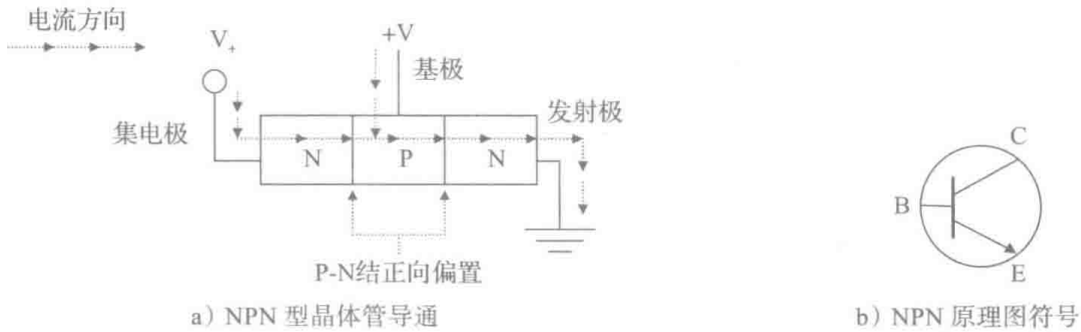 电流方向
V+
+V
基极
集电极
发射极
N
P
N
P-N结正向偏置
a）NPN 型晶体管导通
C
B
E
b）NPN 原理图符号